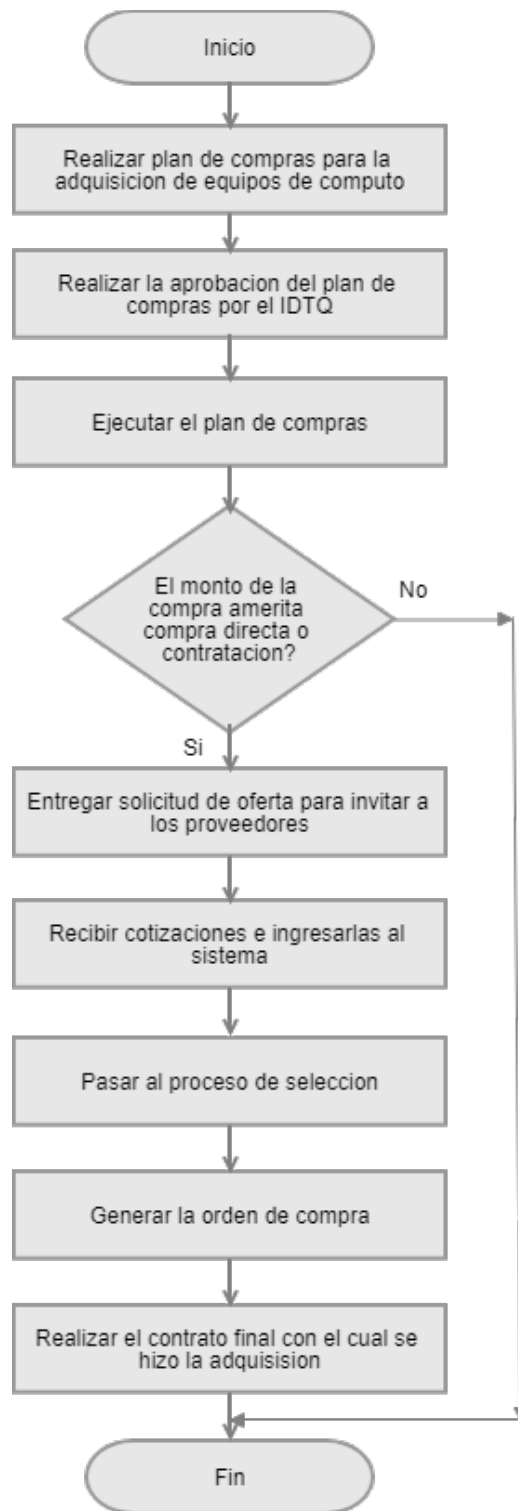 Inicio
Realizar plan de compras para la
adquisicion de equipos de computo
Realizar la aprobacion del plan de
compras por el IDTQ
Ejecutar el plan de compras
El monto de la
compra amerita
compra directa o
contratacion?
No
Si
Entregar solicitud de oferta para invitar a
los proveedores
Recibir cotizaciones e ingresarlas al
sistema
Pasar al proceso de seleccion
Generar la orden de compra
Realizar el contrato final con el cual se
hizo la adquisision
Fin